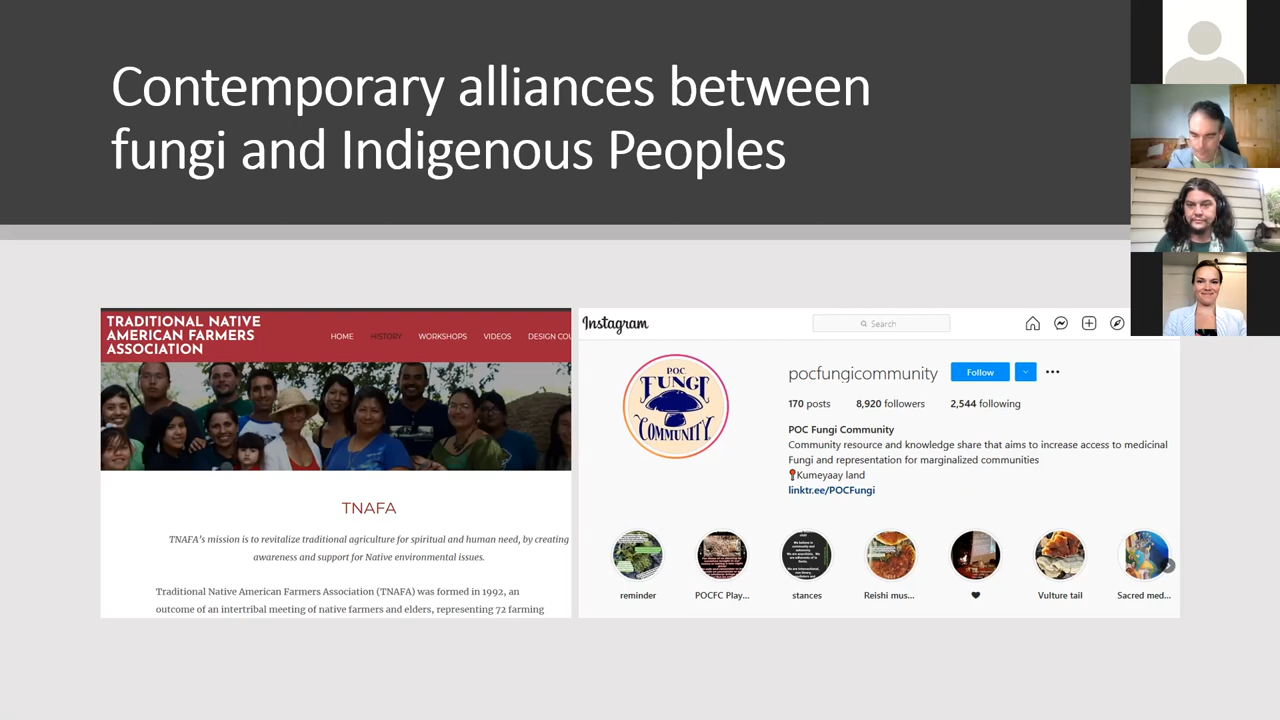 Contemporary alliances between
fungi and Indigenous Peoples
TRADITIONAL NATIVE
AMERICAN FARMERS
ASSOCIATION
HOME HISTORY WORKSHOPS VIDEOS DESIGN COU
TNAFA
TNAFA's mission is to revitalize traditional agriculture for spiritual and human need, by creating
awareness and support for Native environmental issues.
Traditional Native American Farmers Association (TNAFA) was formed in 1992, an
outcome of an intertribal meeting of native farmers and elders, representing 72 farming
Instagram
Search
POC
FUNGI
COMMUNITY
pocfungicommunity
Follow
170 posts 8,920 followers 2,544 following
POC Fungi Community
Community resource and knowledge share that aims to increase access to medicinal
Fungi and representation for marginalized communities
📍Kumeyaay land
linktr.ee/POCFungi
reminder POCFC Play... stances Reishi mus... 🖤 Vulture tail Sacred med...